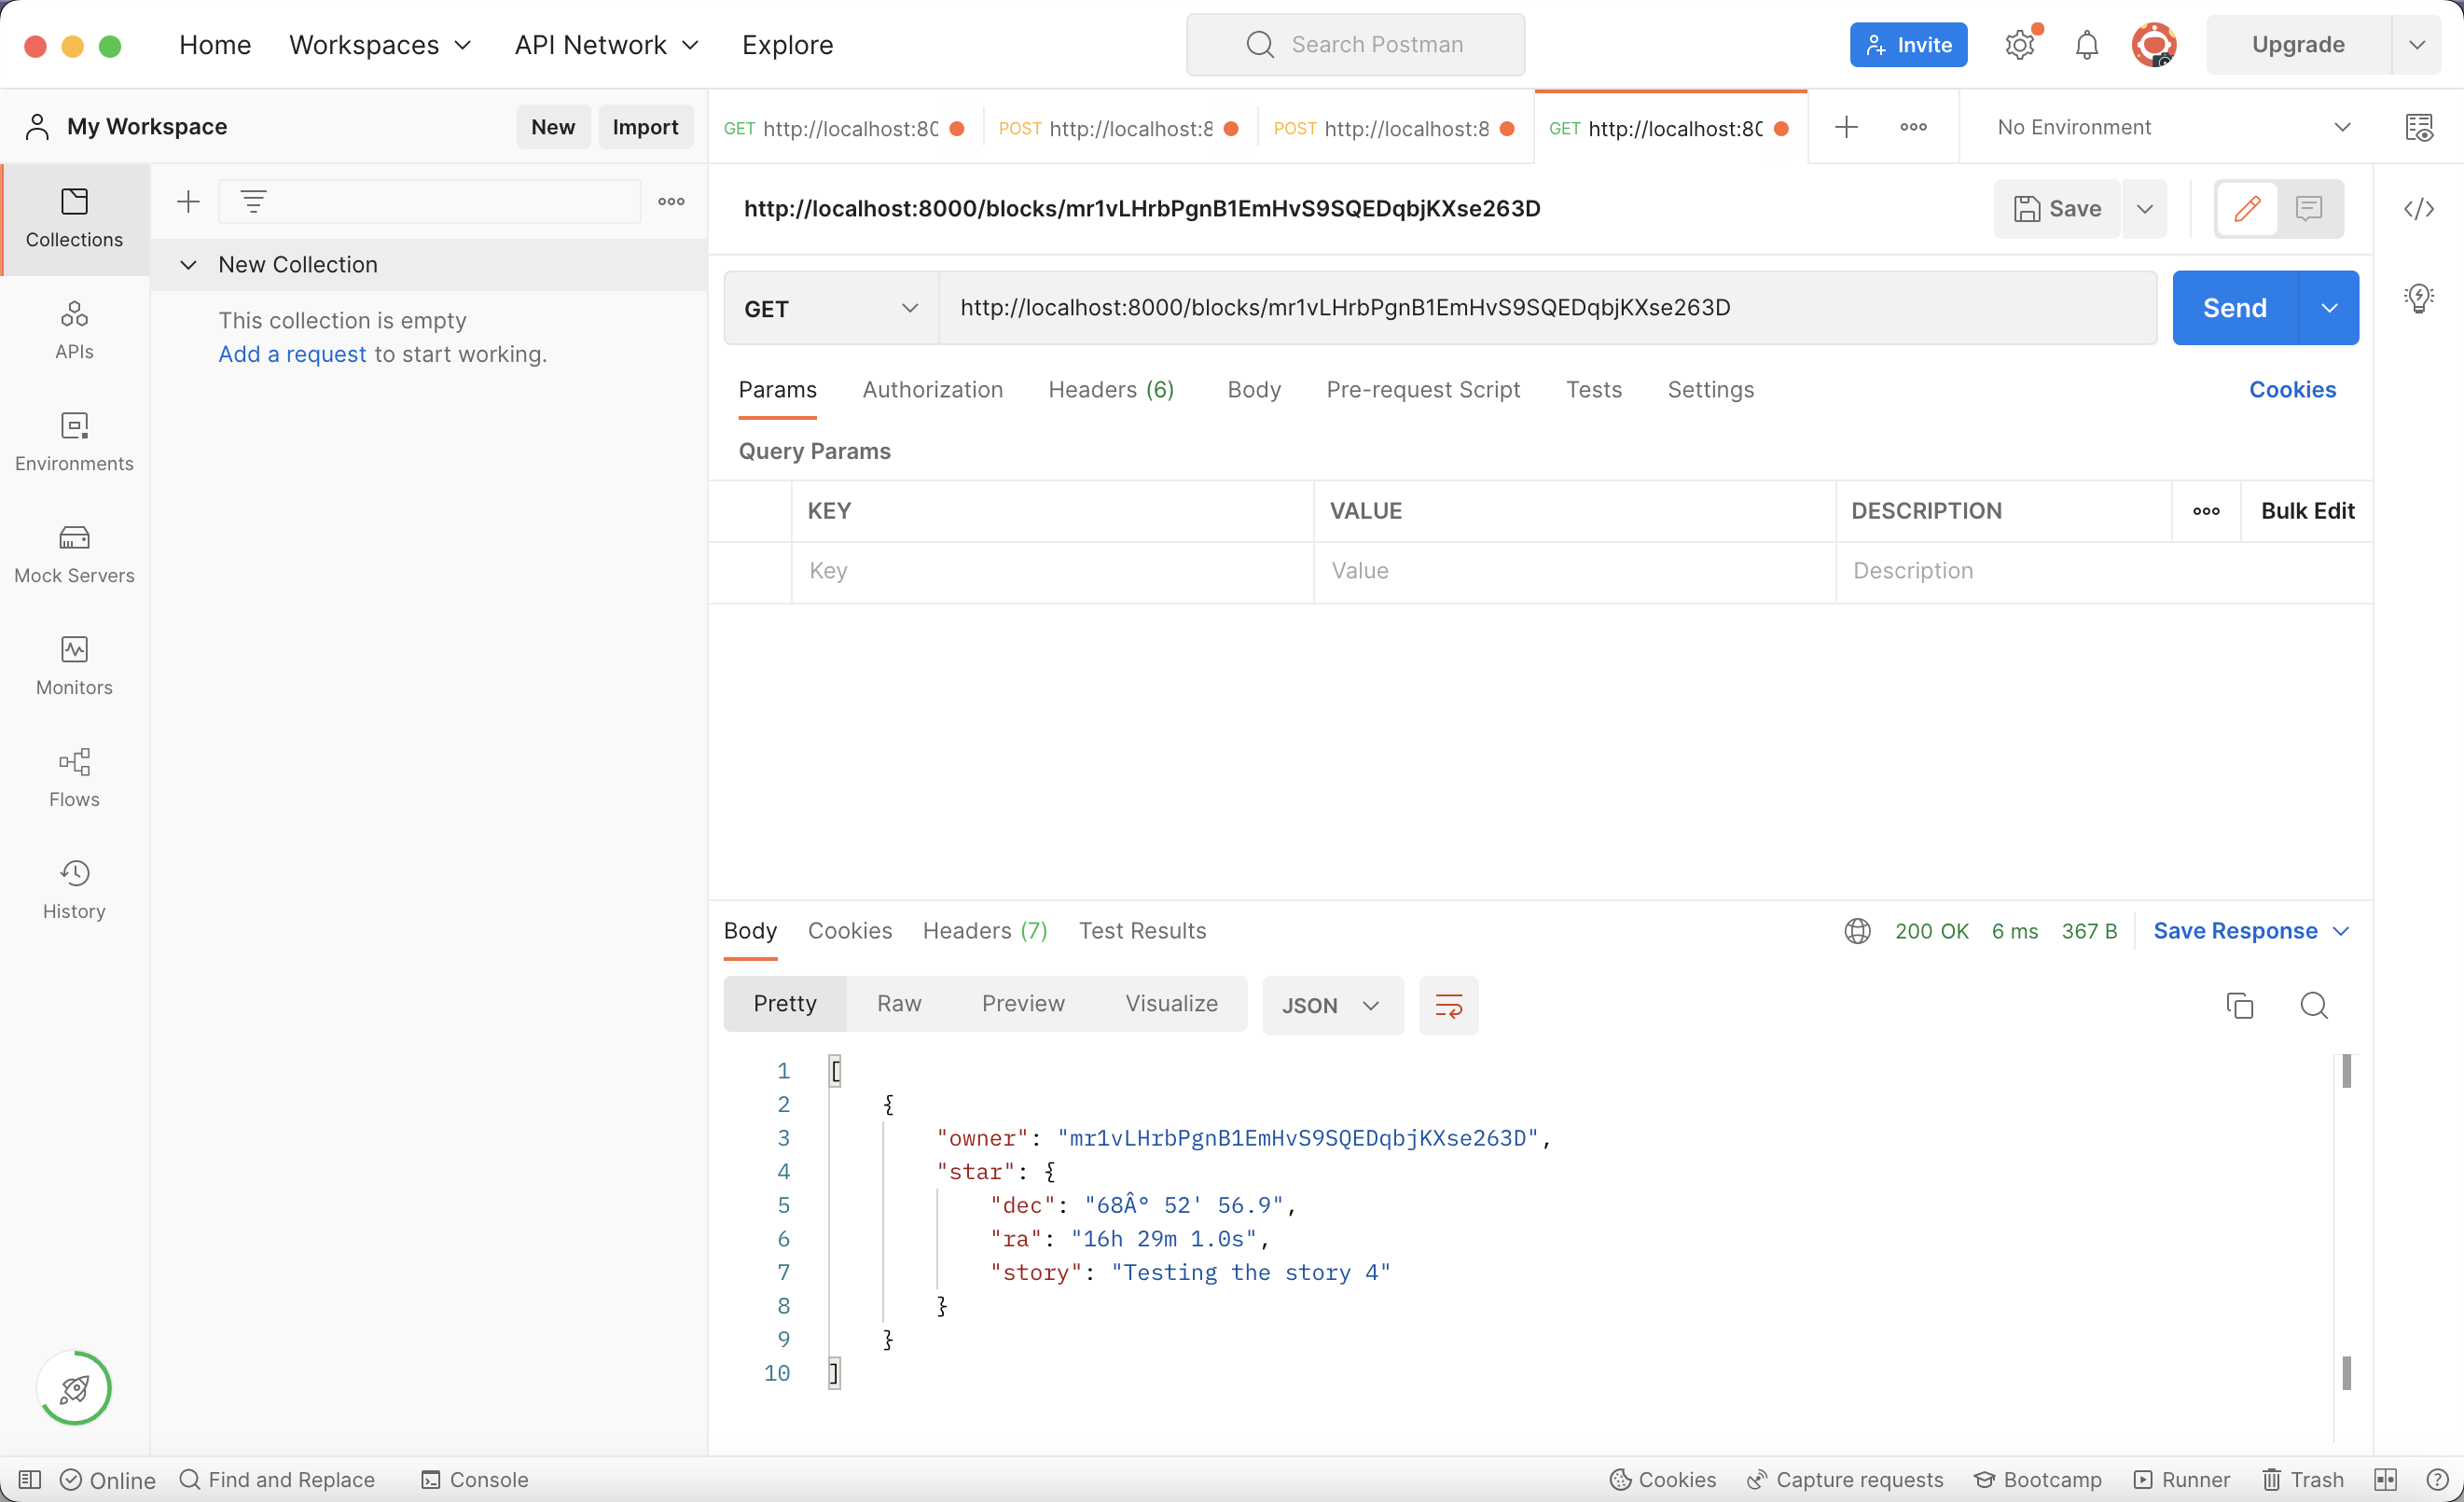 Home Workspaces API Network Explore Search Postman Invite Upgrade
My Workspace New Import
GET http://localhost:80 POST http://localhost:8 POST http://localhost:8 GET http://localhost:80 No Environment
Collections
APIs
Environments
Mock Servers
Monitors
Flows
History
New Collection
This collection is empty
Add a request to start working.
http://localhost:8000/blocks/mr1vLHrbPgnB1EmHvS9SQEDqbjKXse263D Save
GET http://localhost:8000/blocks/mr1vLHrbPgnB1EmHvS9SQEDqbjKXse263D Send
Params Authorization Headers (6) Body Pre-request Script Tests Settings Cookies
Query Params
KEY VALUE DESCRIPTION Bulk Edit
Key Value Description
Body Cookies Headers (7) Test Results 200 OK 6 ms 367 B Save Response
Pretty Raw Preview Visualize JSON
1 [
2 {
3 "owner": "mr1vLHrbPgnB1EmHvS9SQEDqbjKXse263D",
4 "star": {
5 "dec": "68Â° 52' 56.9",
6 "ra": "16h 29m 1.0s",
7 "story": "Testing the story 4"
8 }
9 }
10 ]
Online Find and Replace Console Cookies Capture requests Bootcamp Runner Trash